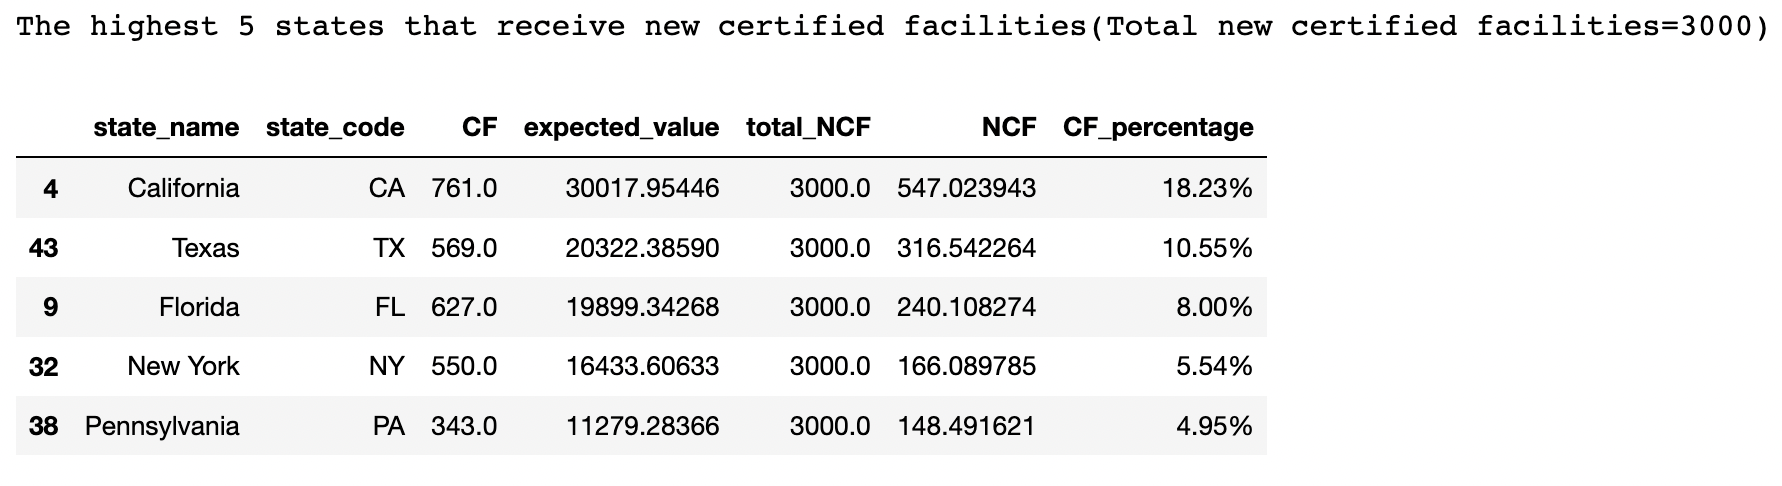 The highest 5 states that receive new certified facilities(Total new certified facilities=3000)
state_name state_code CF expected_value total_NCF NCF CF_percentage
4 California CA 761.0 30017.95446 3000.0 547.023943 18.23%
43 Texas TX 569.0 20322.38590 3000.0 316.542264 10.55%
9 Florida FL 627.0 19899.34268 3000.0 240.108274 8.00%
32 New York NY 550.0 16433.60633 3000.0 166.089785 5.54%
38 Pennsylvania PA 343.0 11279.28366 3000.0 148.491621 4.95%